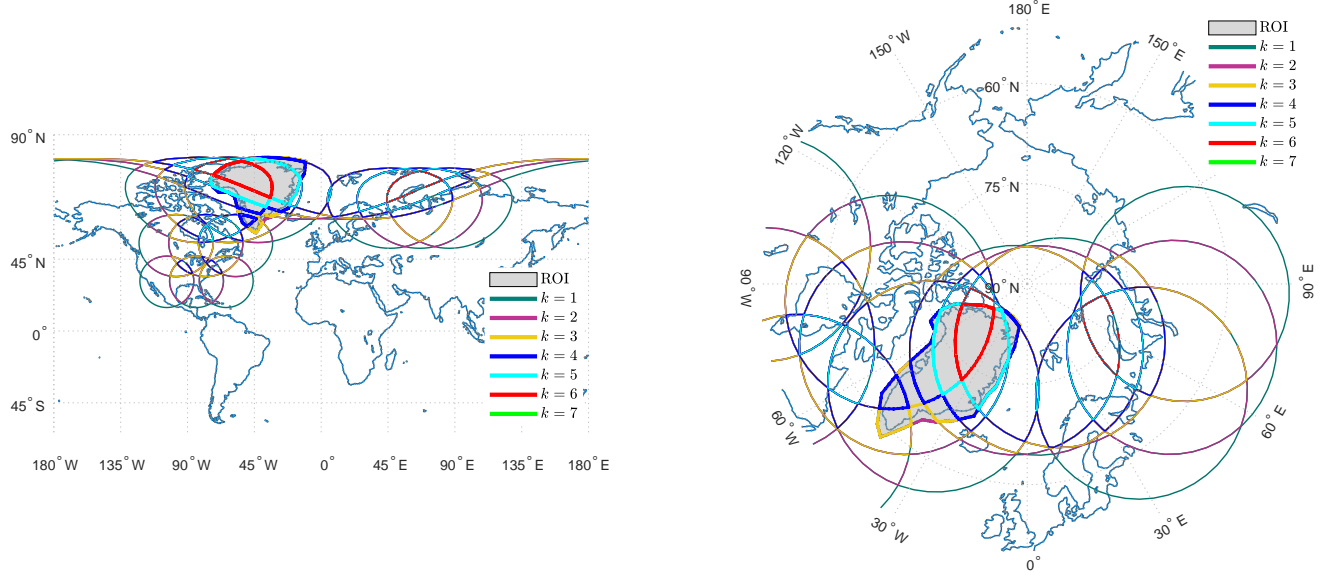 90° N
45° N
0°
45° S
180° W
135° W
90° W
45° W
0°
45° E
90° E
135° E
180° E
ROI
k = 1
k = 2
k = 3
k = 4
k = 5
k = 6
k = 7
180° E
150° W
150° E
120° W
60° N
75° N
90° N
90° W
90° E
60° W
60° E
30° W
30° E
0°
ROI
k = 1
k = 2
k = 3
k = 4
k = 5
k = 6
k = 7